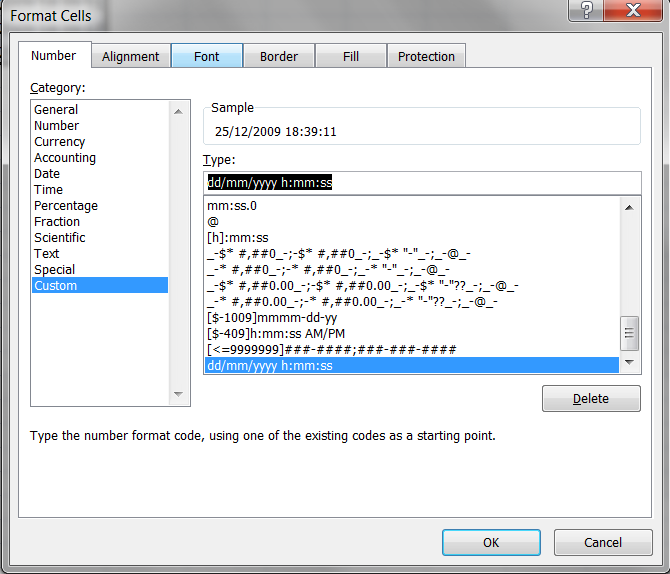 Format Cells
?
Number Alignment Font Border Fill Protection
Category:
General
Number
Currency
Accounting
Date
Time
Percentage
Fraction
Scientific
Text
Special
Custom
Sample
25/12/2009 18:39:11
Type:
dd/mm/yyyy h:mm:ss
mm:ss.0
@
[h]:mm:ss
_-$* #,##0_-;-$* #,##0_-;_-$* "-"_-;_-@_-
_-* #,##0_-;-* #,##0_-;_-* "-"_-;_-@_-
_-$* #,##0.00_-;-$* #,##0.00_-;_-$* "-"??_-;_-@_-
_-* #,##0.00_-;-* #,##0.00_-;_-* "-"??_-;_-@_-
[$-1009]mmmm-dd-yy
[$-409]h:mm:ss AM/PM
[<=9999999]###-####;###-###-####
dd/mm/yyyy h:mm:ss
Delete
Type the number format code, using one of the existing codes as a starting point.
OK Cancel